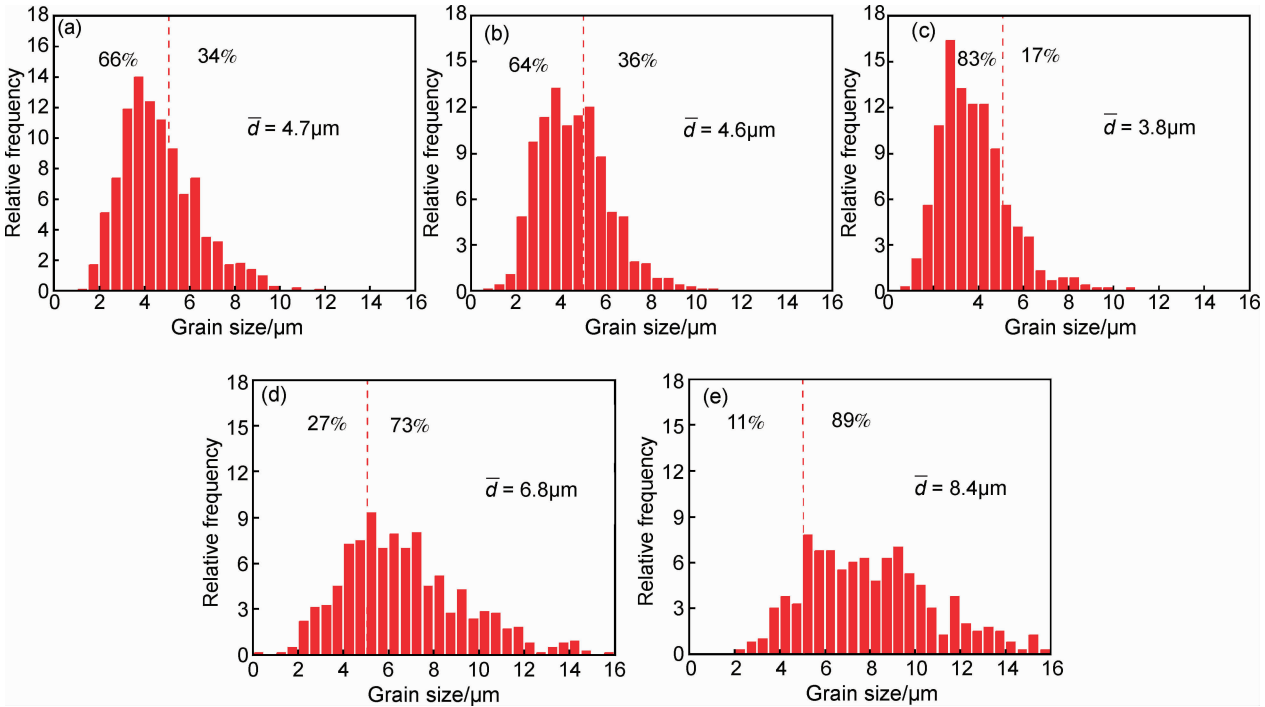 (a)
66%
34%
d̅ = 4.7μm
Relative frequency
18
16
14
12
10
8
6
4
2
0
0 2 4 6 8 10 12 14 16
Grain size/μm
(b)
64%
36%
d̅ = 4.6μm
Relative frequency
18
15
12
9
6
3
0
0 2 4 6 8 10 12 14 16
Grain size/μm
(c)
83%
17%
d̅ = 3.8μm
Relative frequency
18
15
12
9
6
3
0
0 2 4 6 8 10 12 14 16
Grain size/μm
(d)
27%
73%
d̅ = 6.8μm
Relative frequency
18
15
12
9
6
3
0
0 2 4 6 8 10 12 14 16
Grain size/μm
(e)
11%
89%
d̅ = 8.4μm
Relative frequency
18
15
12
9
6
3
0
0 2 4 6 8 10 12 14 16
Grain size/μm